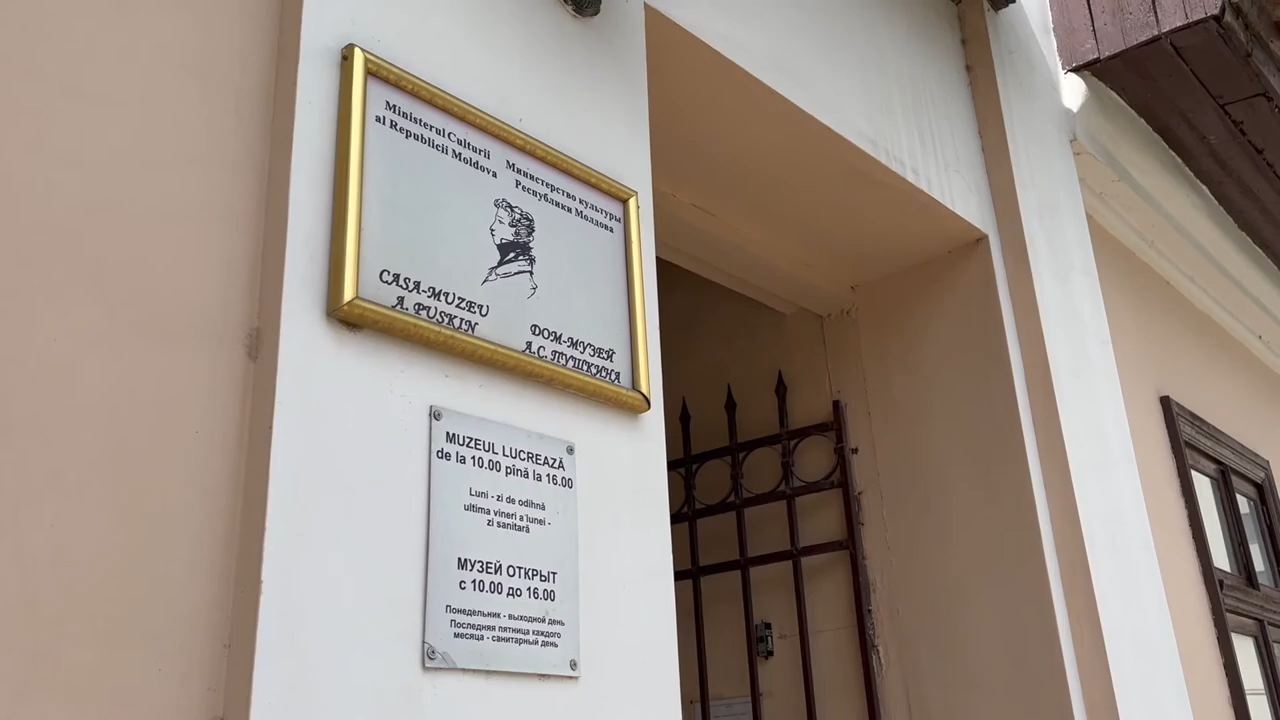 Ministerul Culturii
al Republicii Moldova
Министерство культуры
Республики Молдова
CASA-MUZEU
A. PUSKIN
ДОМ-МУЗЕЙ
А.С. ПУШКИНА
MUZEUL LUCREAZĂ
de la 10.00 pînă la 16.00
Luni - zi de odihnă
ultima vineri a lunei -
zi sanitară
МУЗЕЙ ОТКРЫТ
с 10.00 до 16.00
Понедельник - выходной день
Последняя пятница каждого
месяца - санитарный день